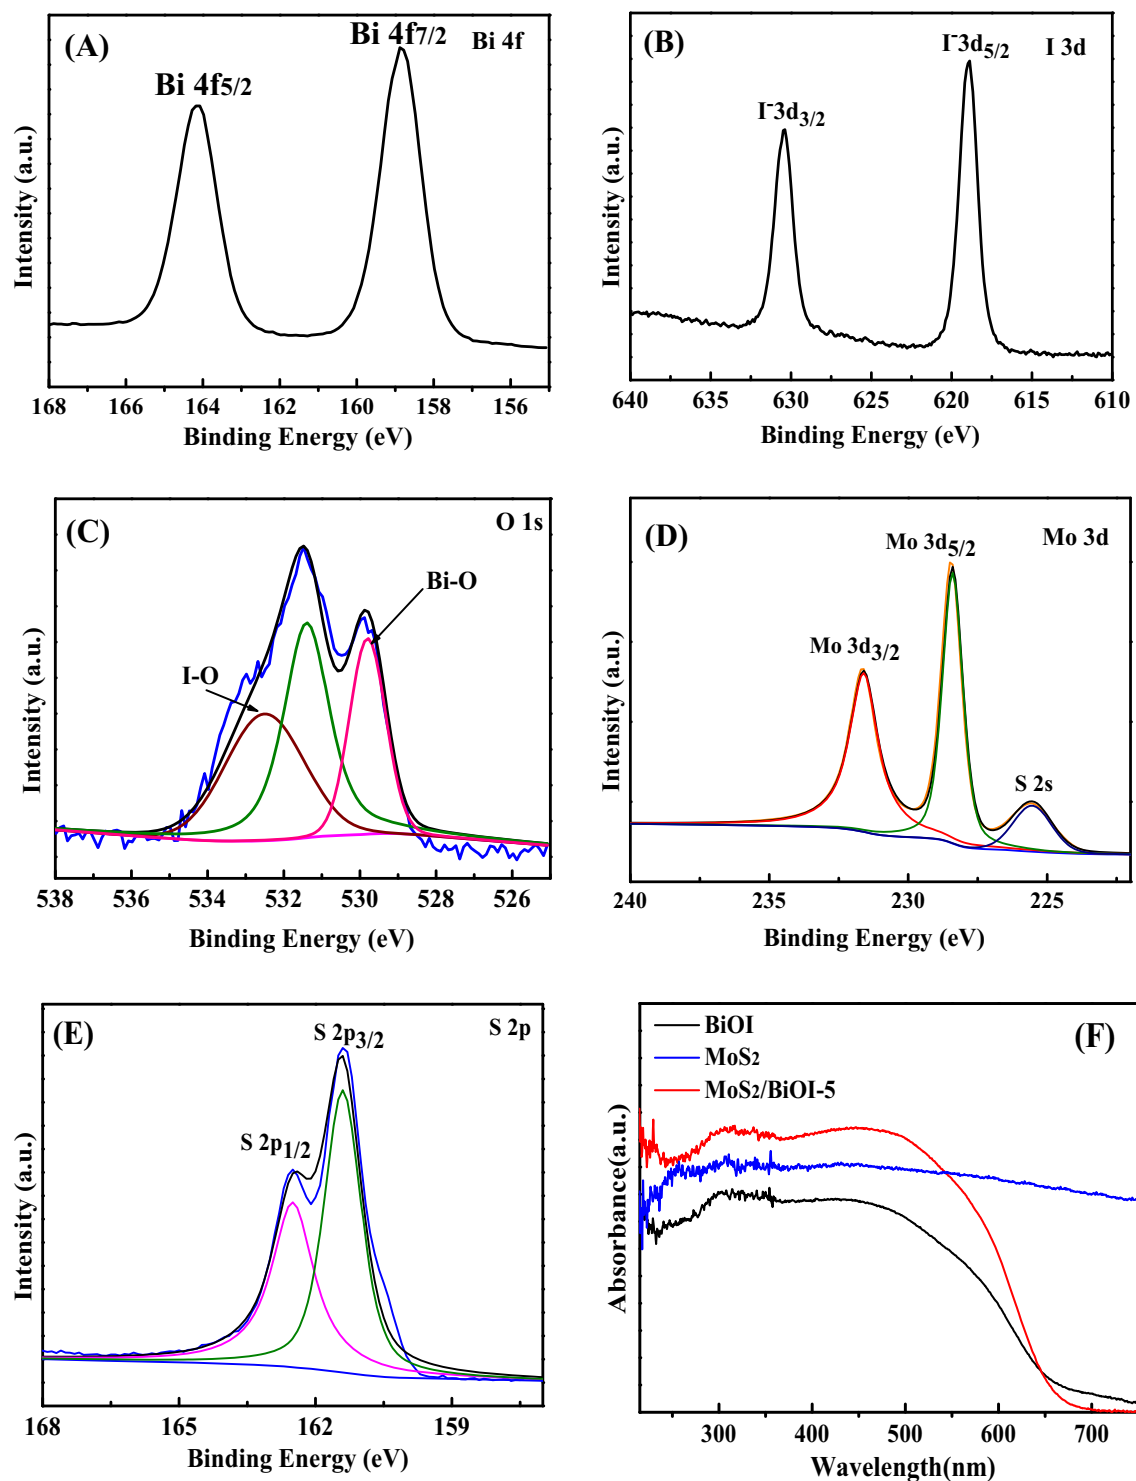 (A)
Bi 4f7/2
Bi 4f
Bi 4f5/2
Intensity (a.u.)
168 166 164 162 160 158 156
Binding Energy (eV)
(B)
I⁻3d5/2
I 3d
I⁻3d3/2
Intensity (a.u.)
640 635 630 625 620 615 610
Binding Energy (eV)
(C)
O 1s
Bi-O
I-O
Intensity (a.u.)
538 536 534 532 530 528 526
Binding Energy (eV)
(D)
Mo 3d5/2
Mo 3d
Mo 3d3/2
S 2s
Intensity (a.u.)
240 235 230 225
Binding Energy (eV)
(E)
S 2p3/2
S 2p
S 2p1/2
Intensity (a.u.)
168 165 162 159
Binding Energy (eV)
(F)
BiOI
MoS2
MoS2/BiOI-5
Absorbance(a.u.)
300 400 500 600 700
Wavelength(nm)